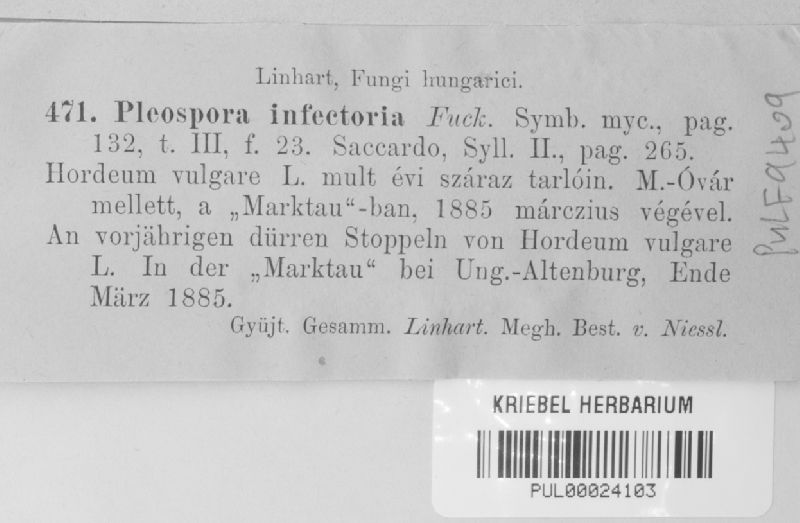 Linhart, Fungi hungarici.
471. Pleospora infectoria Fuck. Symb. myc., pag.
132, t. III, f. 23. Saccardo, Syll. II., pag. 265.
Hordeum vulgare L. mult évi száraz tarlóin. M.-Óvár
mellett, a „Marktau“-ban, 1885 márczius végével.
An vorjährigen dürren Stoppeln von Hordeum vulgare
L. In der „Marktau“ bei Ung.-Altenburg, Ende
März 1885.
Gyüjt. Gesamm. Linhart. Megh. Best. v. Niessl.
PULF9409
KRIEBEL HERBARIUM
PUL00024103